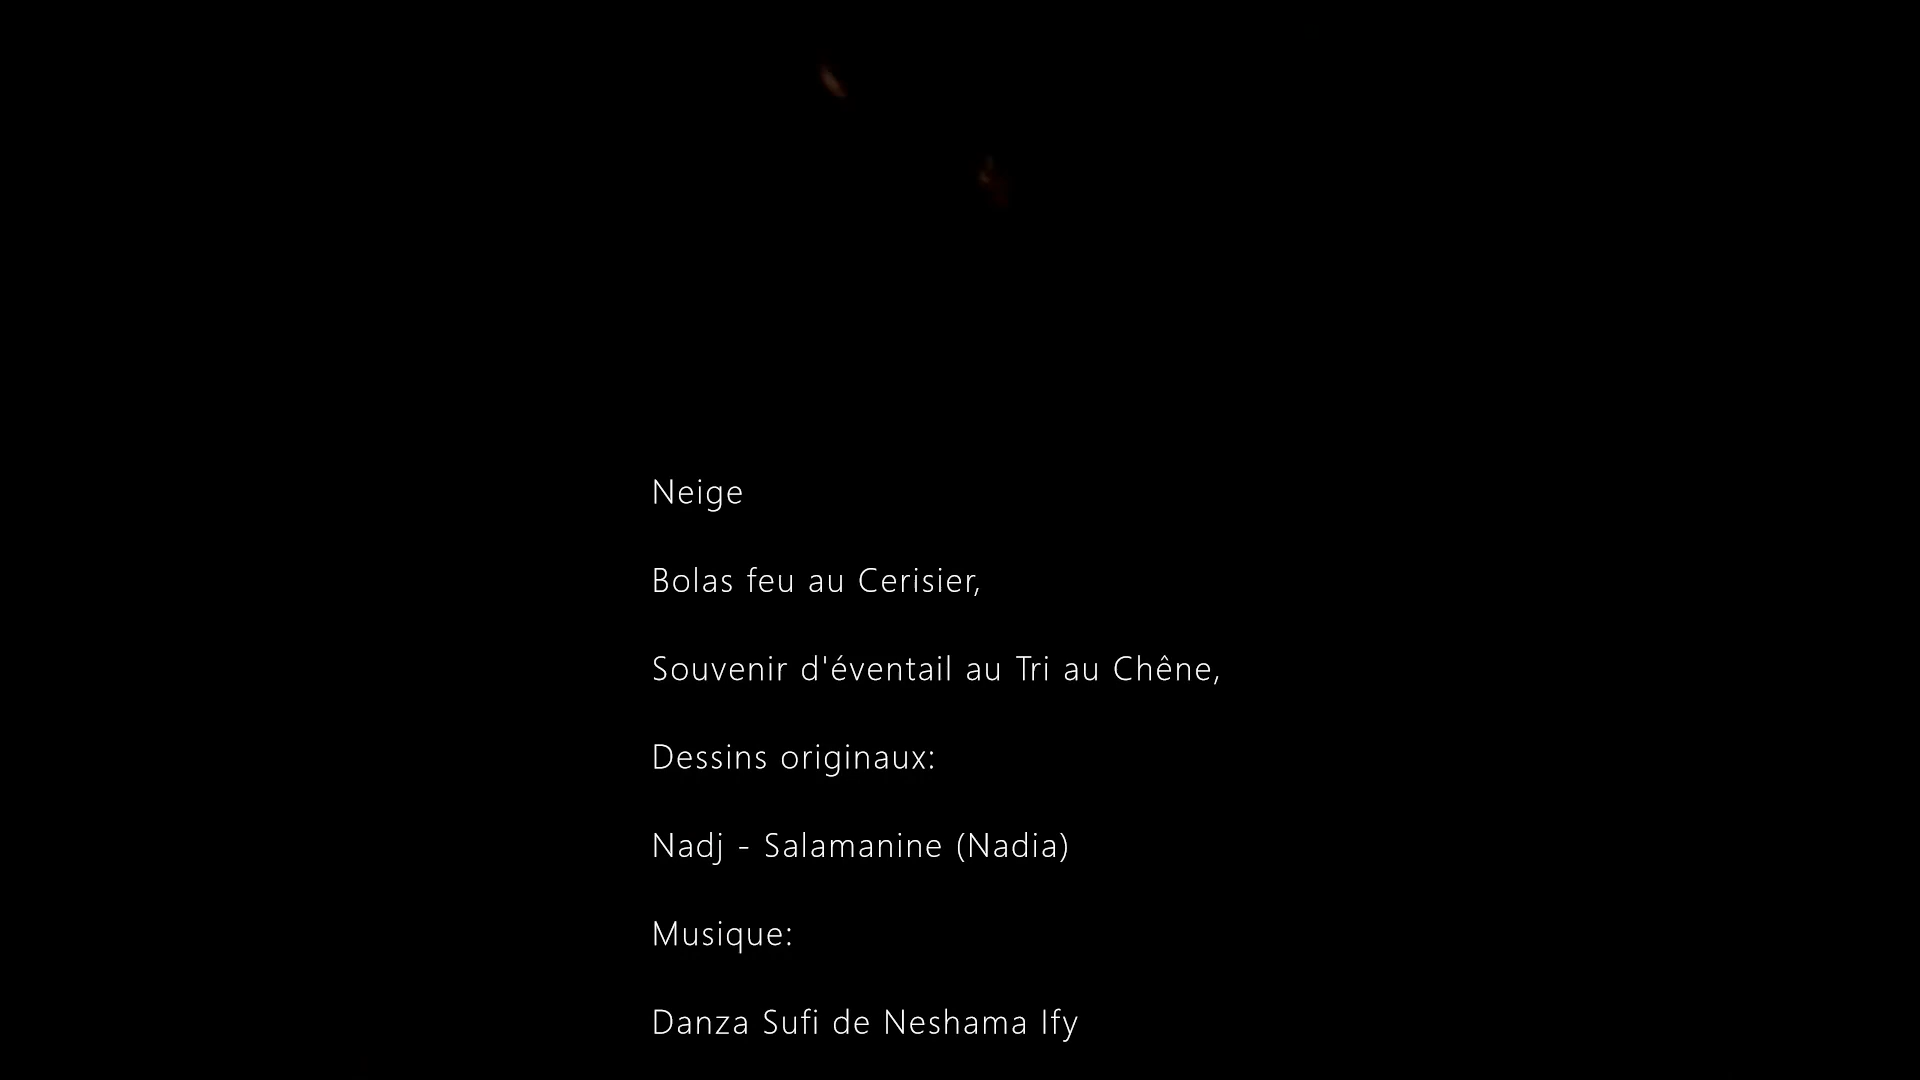 Neige
Bolas feu au Cerisier,
Souvenir d'éventail au Tri au Chêne,
Dessins originaux:
Nadj - Salamanine (Nadia)
Musique:
Danza Sufi de Neshama Ify